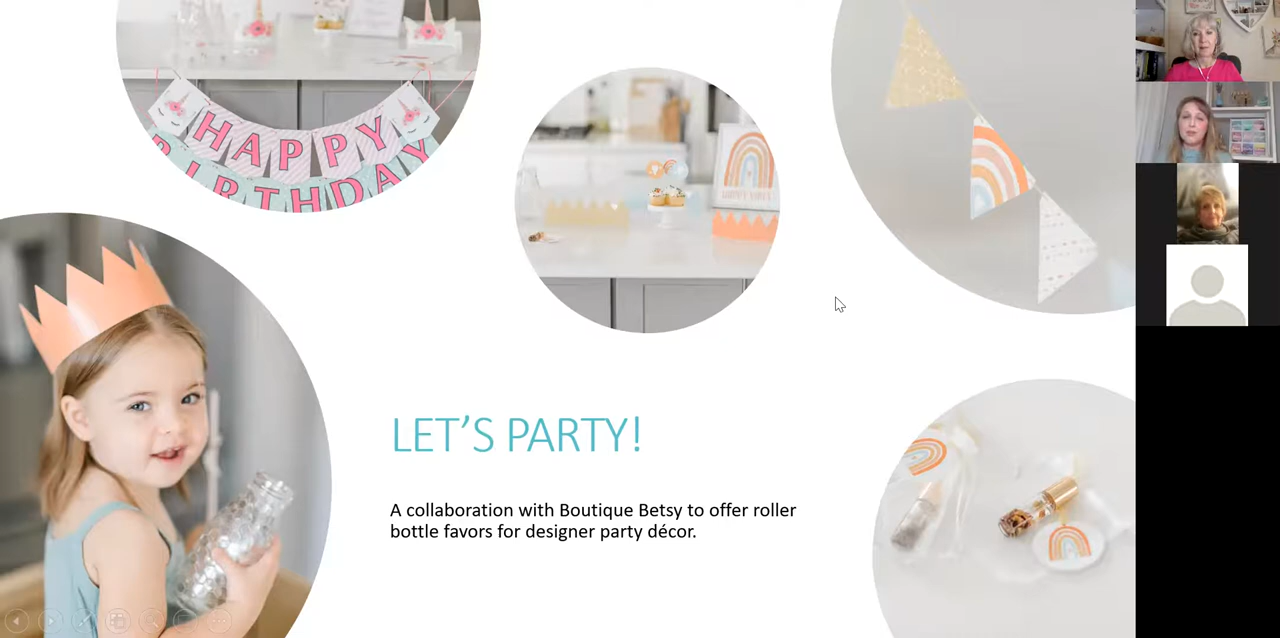 HAPPY
BIRTHDAY
LET'S PARTY!
A collaboration with Boutique Betsy to offer roller
bottle favors for designer party décor.